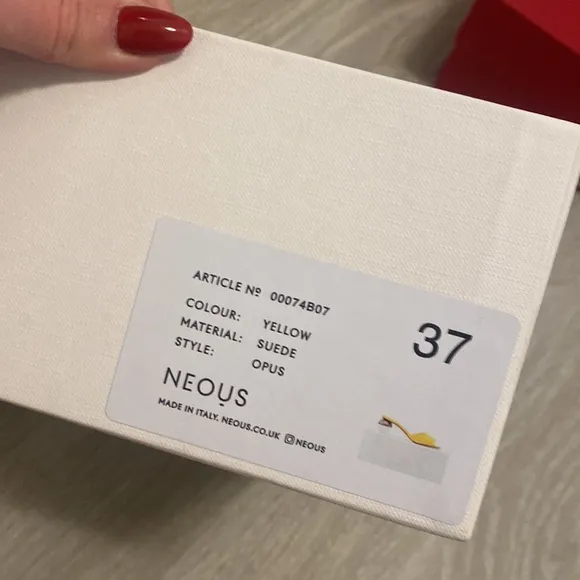 ARTICLE Nº 00074B07
COLOUR: YELLOW
MATERIAL: SUEDE
STYLE: OPUS
37
NEOUS
MADE IN ITALY. NEOUS.CO.UK NEOUS